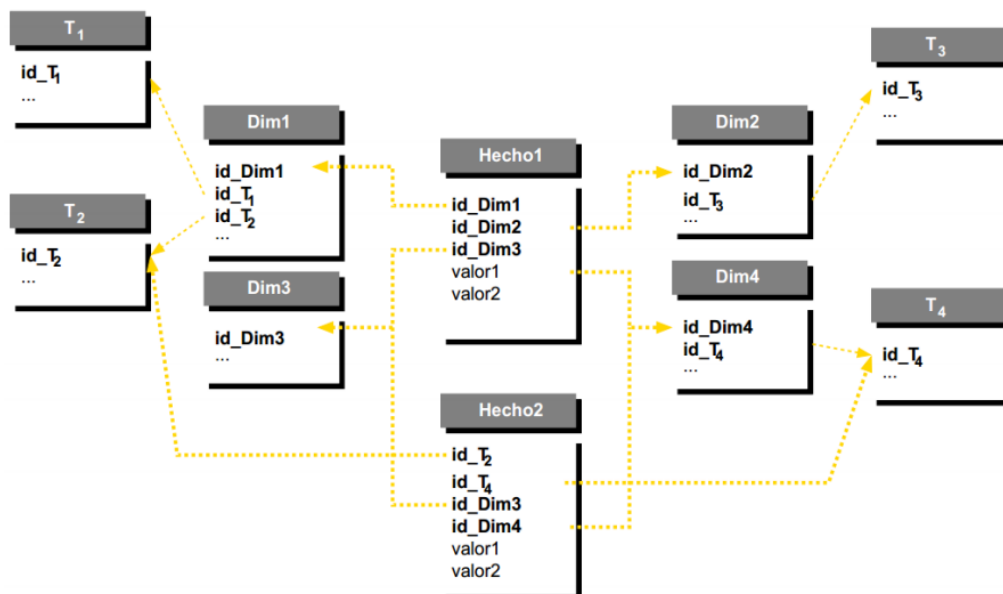 T1
id_T1
...
T2
id_T2
...
Dim1
id_Dim1
id_T1
id_T2
...
Dim3
id_Dim3
...
Hecho1
id_Dim1
id_Dim2
id_Dim3
valor1
valor2
Hecho2
id_T2
id_T4
id_Dim3
id_Dim4
valor1
valor2
Dim2
id_Dim2
id_T3
...
Dim4
id_Dim4
id_T4
...
T3
id_T3
...
T4
id_T4
...